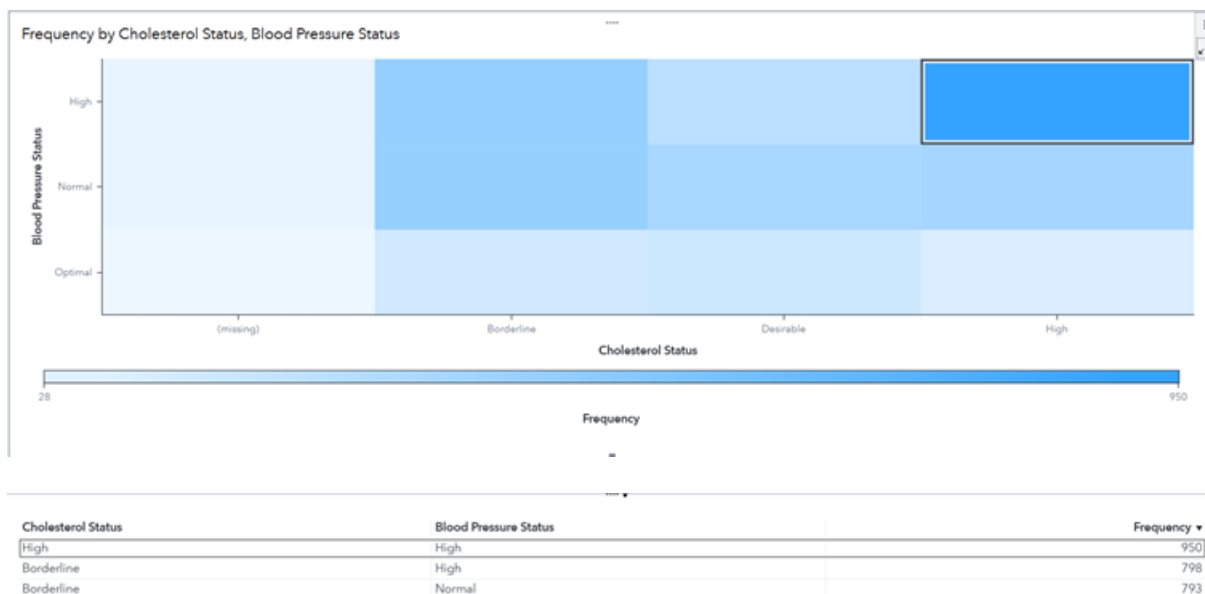 Frequency by Cholesterol Status, Blood Pressure Status
Blood Pressure Status
High
Normal
Optimal
(missing) Borderline Desirable High
Cholesterol Status
28 950
Frequency
Cholesterol Status Blood Pressure Status Frequency ▼
High High 950
Borderline High 798
Borderline Normal 793